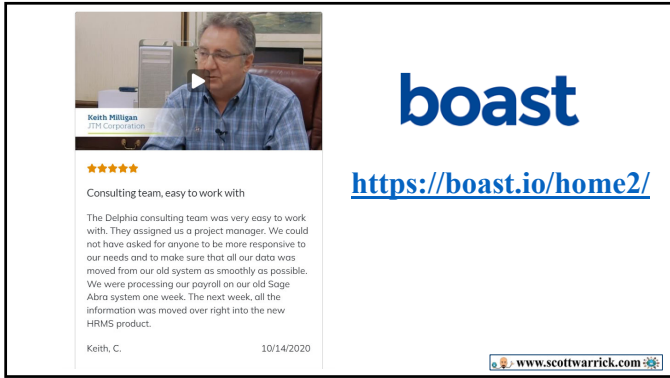 Keith Milligan
JTM Corporation
Consulting team, easy to work with
The Delphia consulting team was very easy to work
with. They assigned us a project manager. We could
not have asked for anyone to be more responsive to
our needs and to make sure that all our data was
moved from our old system as smoothly as possible.
We were processing our payroll on our old Sage
Abra system one week. The next week, all the
information was moved over right into the new
HRMS product.
Keith, C. 10/14/2020
boast
https://boast.io/home2/
www.scottwarrick.com